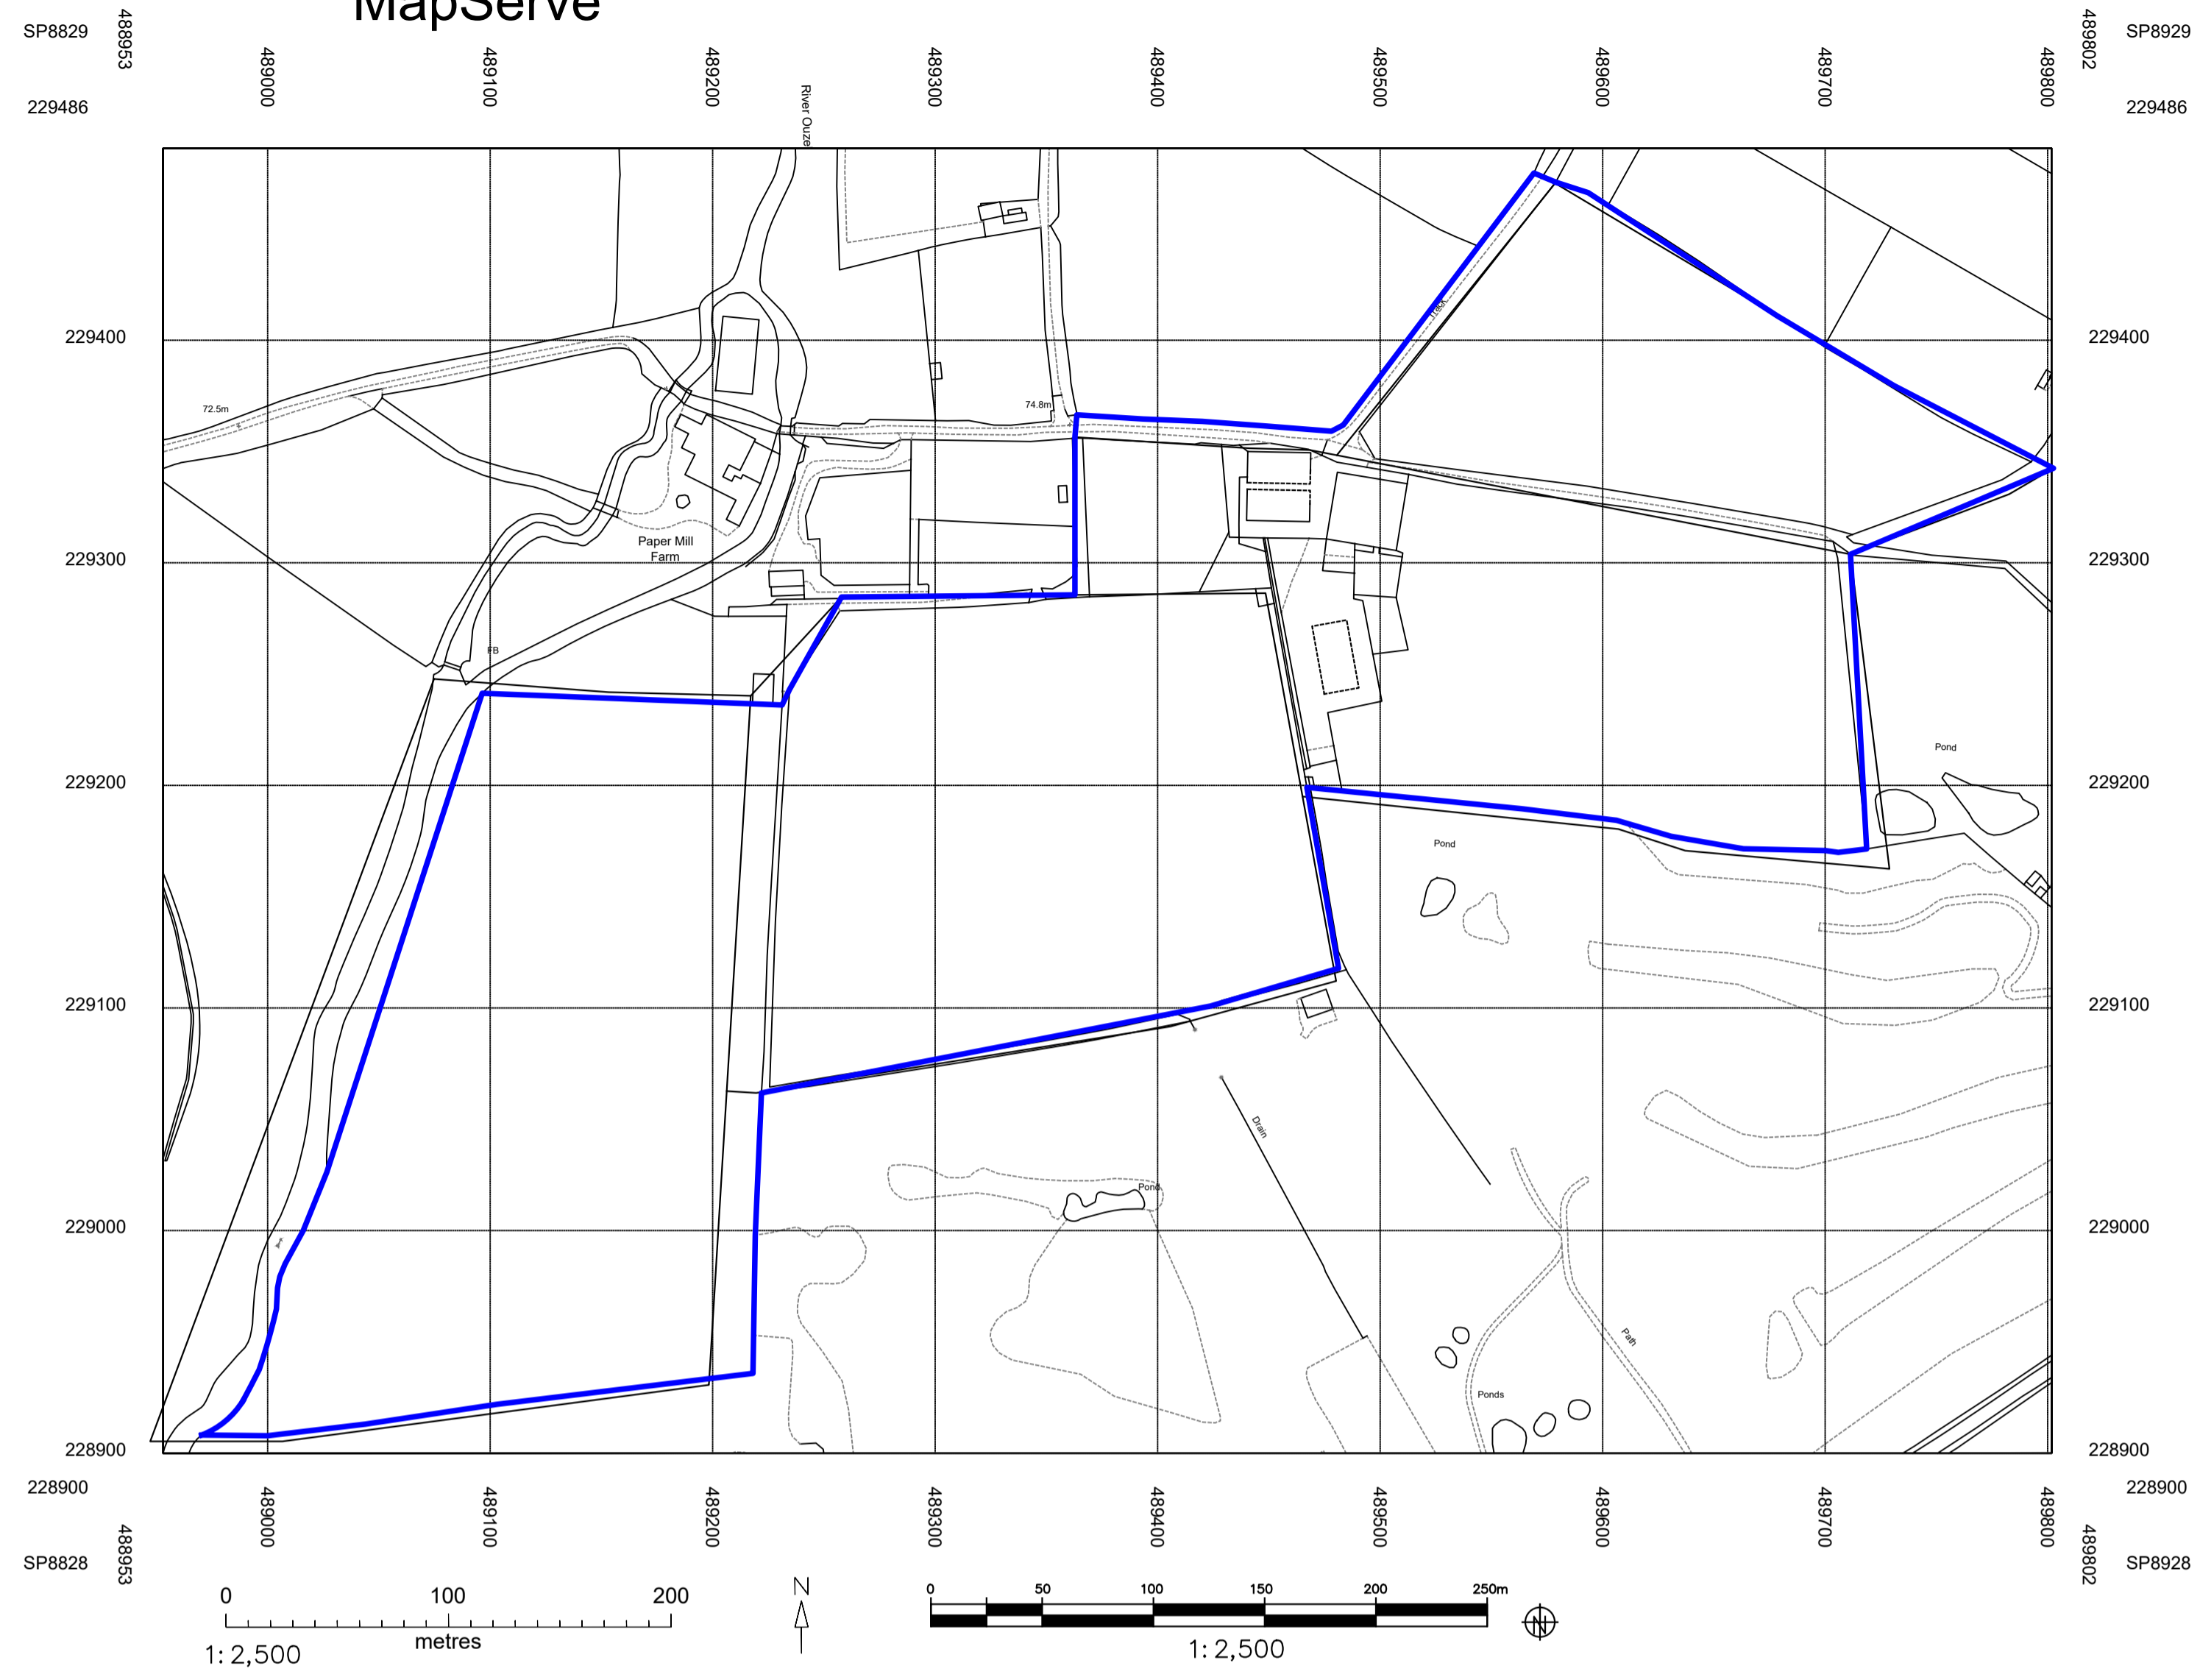 MapServe
SP8829
488953
489802
SP8929
229486
489000
489100
489200
489300
489400
489500
489600
489700
489800
229486
River Ouze
229400
Track
229400
72.5m
74.8m
Paper Mill
Farm
229300
229300
FB
229200
Pond
229200
Pond
229100
229100
Drain
Pond
229000
229000
Path
Ponds
228900
228900
228900
228900
489000
489100
489200
489300
489400
489500
489600
489700
489800
SP8828
488953
489802
SP8928
0 100 200
metres
1:2,500
N
0 50 100 150 200 250m
1:2,500
N